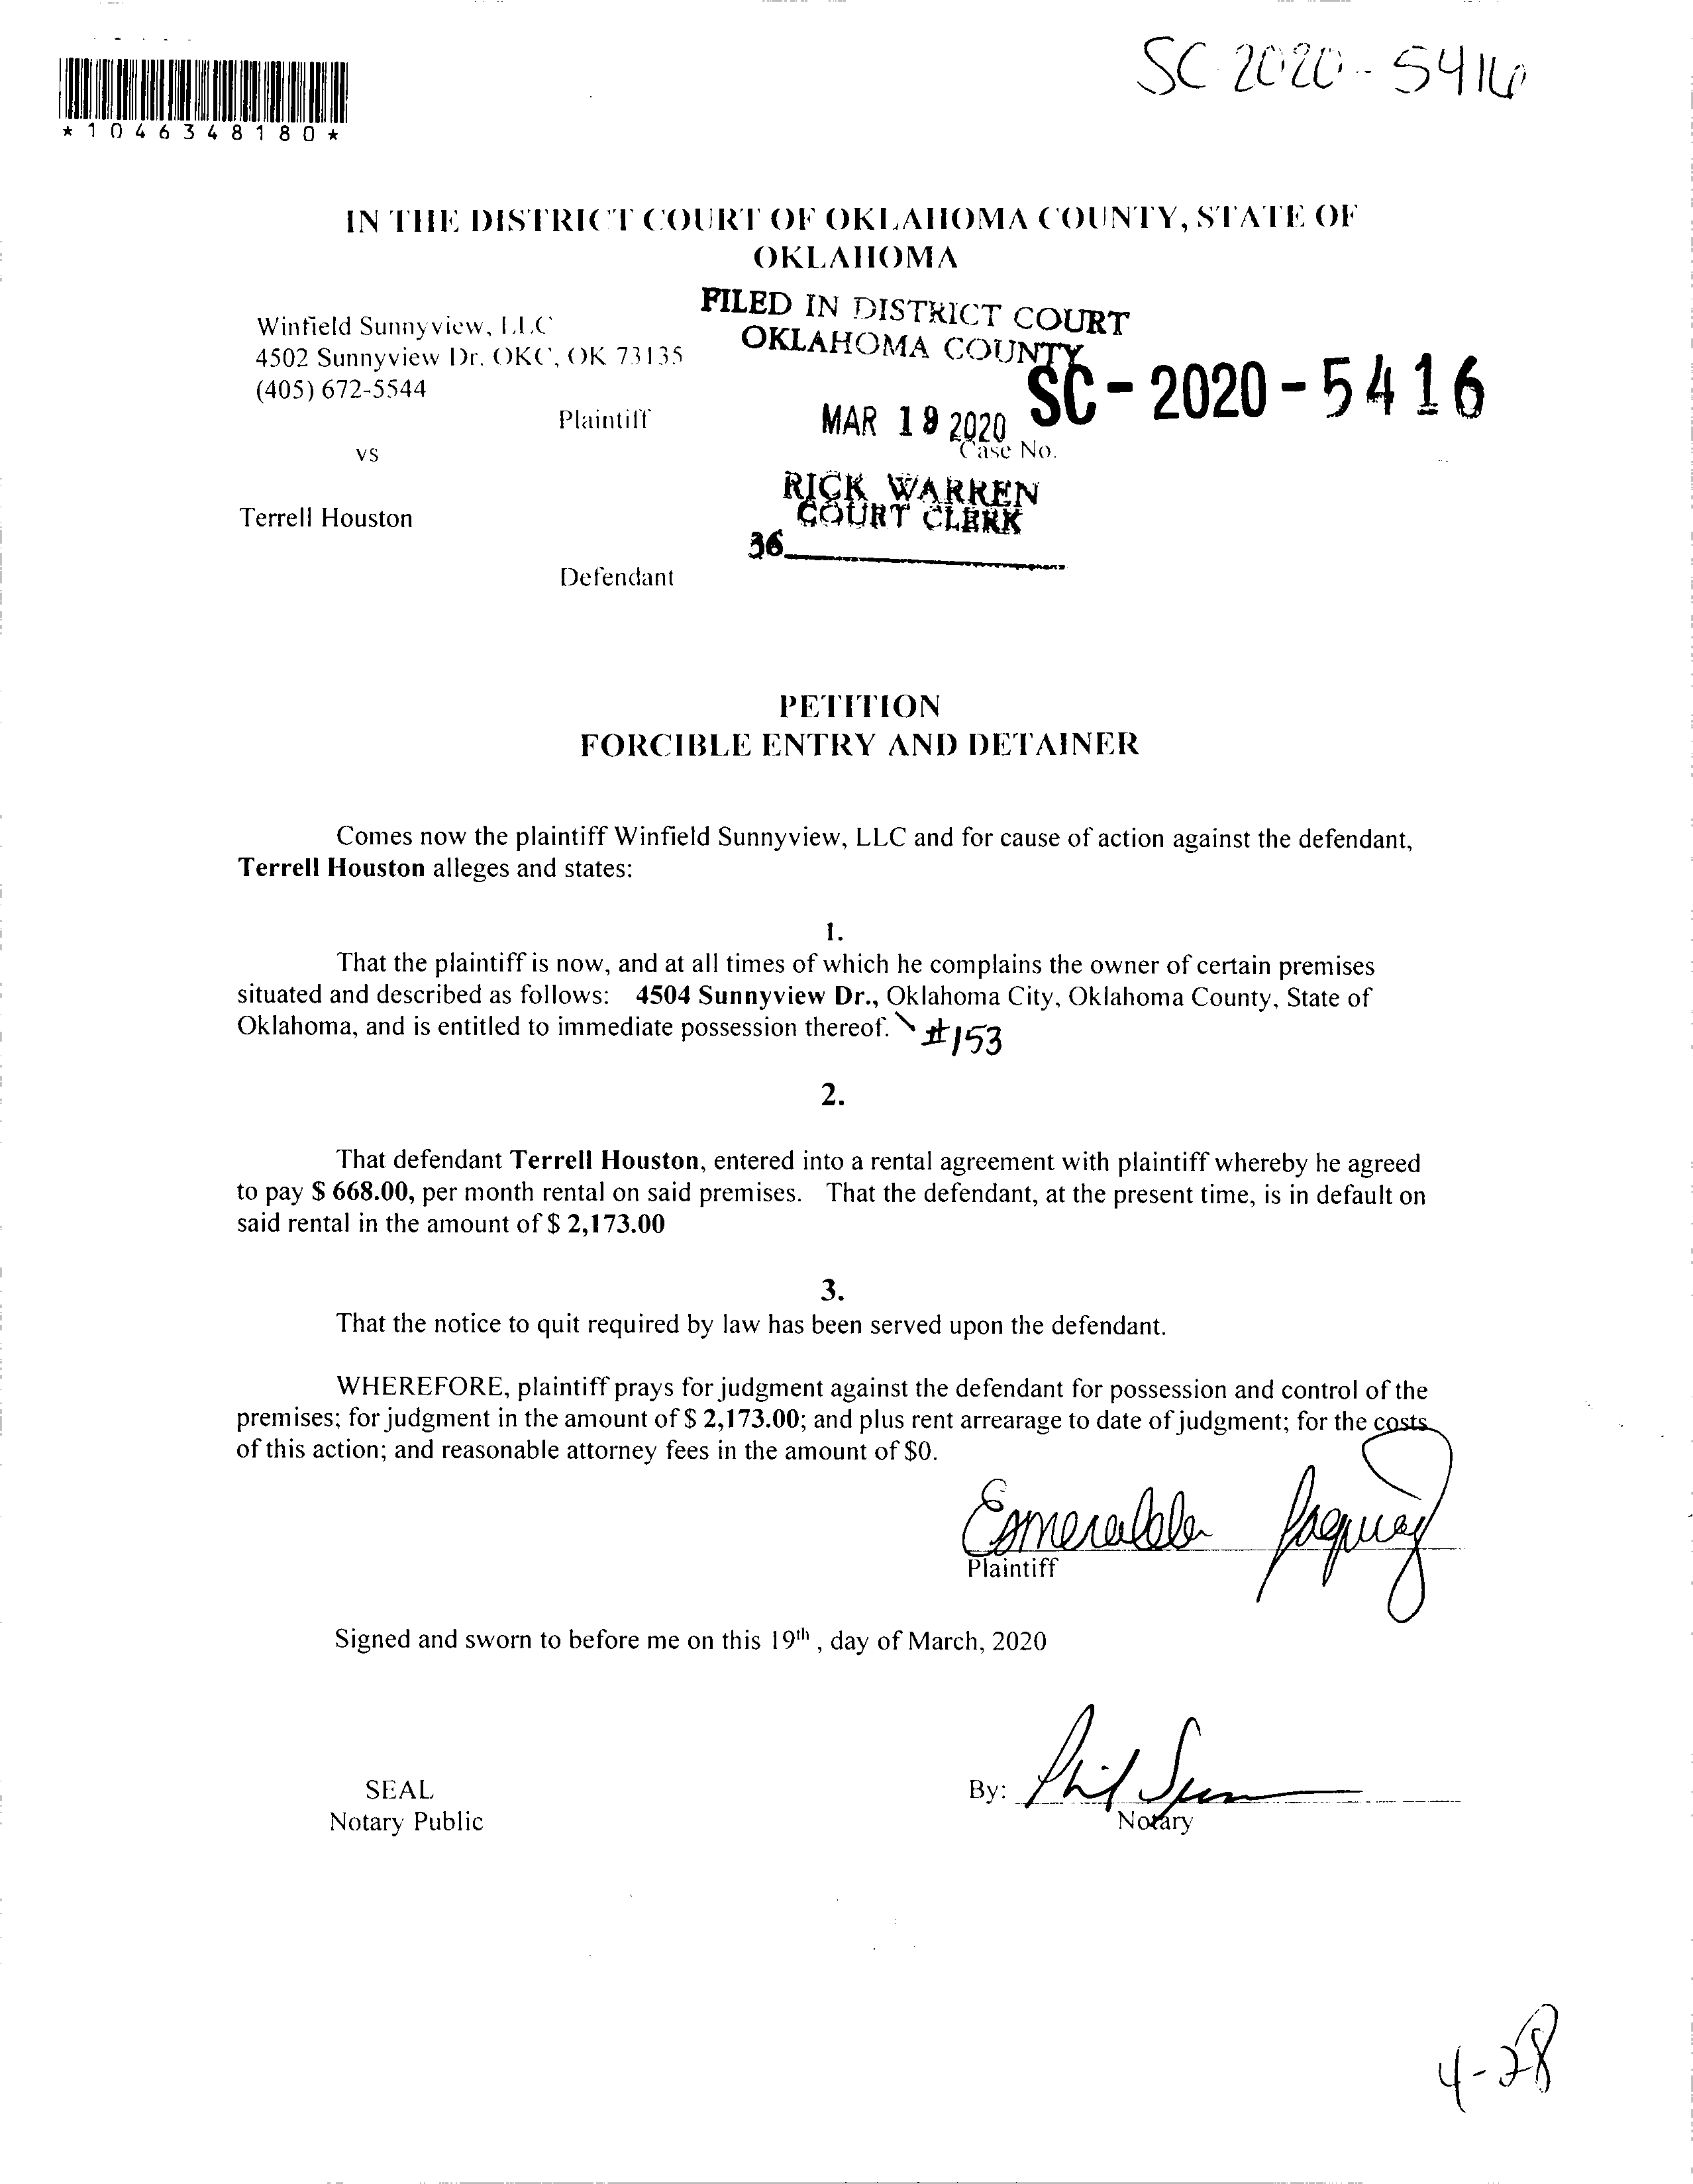 SC 2020-5416
*1046348180*
IN THE DISTRICT COURT OF OKLAHOMA COUNTY, STATE OF
OKLAHOMA
FILED IN DISTRICT COURT
OKLAHOMA COUNTY
Winfield Sunnyview, LLC
4502 Sunnyview Dr. OKC, OK 73135
(405) 672-5544
SC-2020-5416
Plaintiff
MAR 19 2020
Case No.
vs
RICK WARREN
COURT CLERK
Terrell Houston
36
Defendant
PETITION
FORCIBLE ENTRY AND DETAINER
Comes now the plaintiff Winfield Sunnyview, LLC and for cause of action against the defendant,
Terrell Houston alleges and states:
1.
That the plaintiff is now, and at all times of which he complains the owner of certain premises
situated and described as follows: 4504 Sunnyview Dr., Oklahoma City, Oklahoma County, State of
Oklahoma, and is entitled to immediate possession thereof. \ #153
2.
That defendant Terrell Houston, entered into a rental agreement with plaintiff whereby he agreed
to pay $ 668.00, per month rental on said premises. That the defendant, at the present time, is in default on
said rental in the amount of $ 2,173.00
3.
That the notice to quit required by law has been served upon the defendant.
WHEREFORE, plaintiff prays for judgment against the defendant for possession and control of the
premises; for judgment in the amount of $ 2,173.00; and plus rent arrearage to date of judgment; for the costs
of this action; and reasonable attorney fees in the amount of $0.
Esmeralda
Plaintiff
Signed and sworn to before me on this 19th , day of March, 2020
SEAL
By: Phil
Notary Public
Notary
4-28